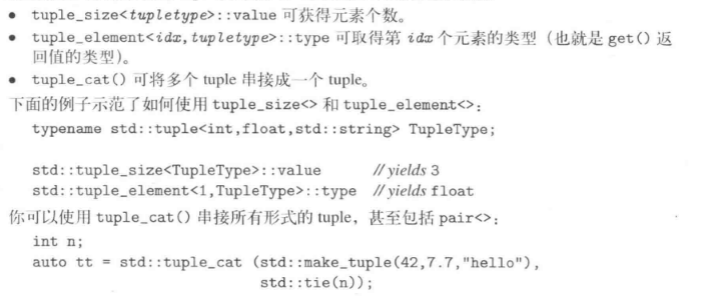 • tuple_size<tupletype>::value 可获得元素个数。
• tuple_element<idx,tupletype>::type 可取得第 idx 个元素的类型（也就是 get() 返
回值的类型）。
• tuple_cat() 可将多个 tuple 串接成一个 tuple。
下面的例子示范了如何使用 tuple_size<> 和 tuple_element<>：
typename std::tuple<int,float,std::string> TupleType;
std::tuple_size<TupleType>::value // yields 3
std::tuple_element<1,TupleType>::type // yields float
你可以使用 tuple_cat() 串接所有形式的 tuple，甚至包括 pair<>：
int n;
auto tt = std::tuple_cat (std::make_tuple(42,7.7,"hello"),
std::tie(n));